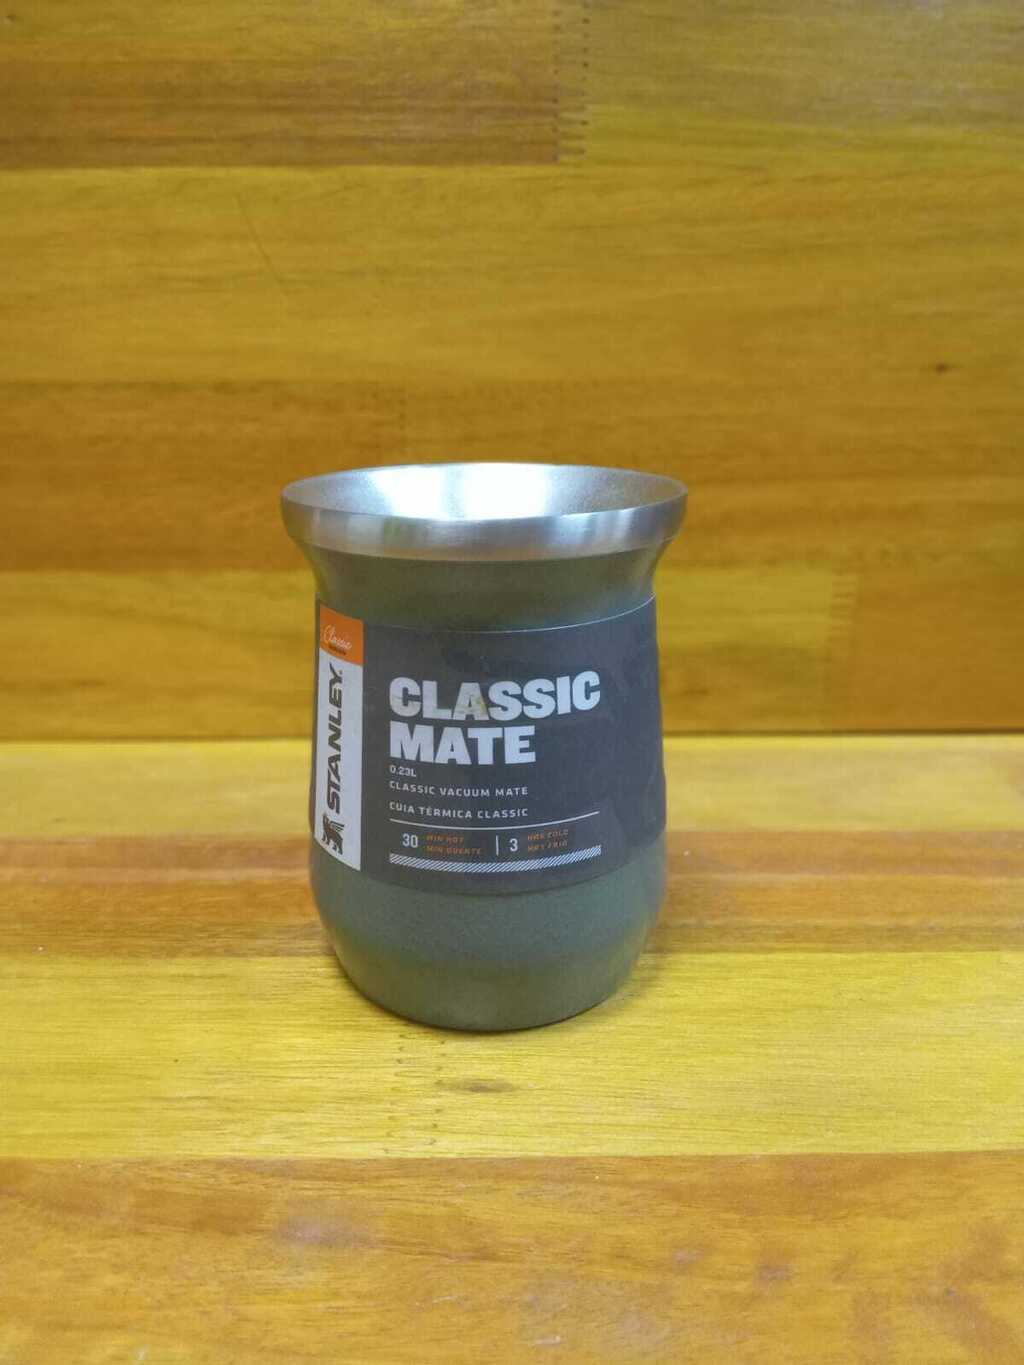 Classic
STANLEY
CLASSIC
MATE
0.23L
CLASSIC VACUUM MATE
CUIA TÉRMICA CLASSIC
30 MIN HOT
MIN QUENTE
3 HRS COLD
HRS FRIO